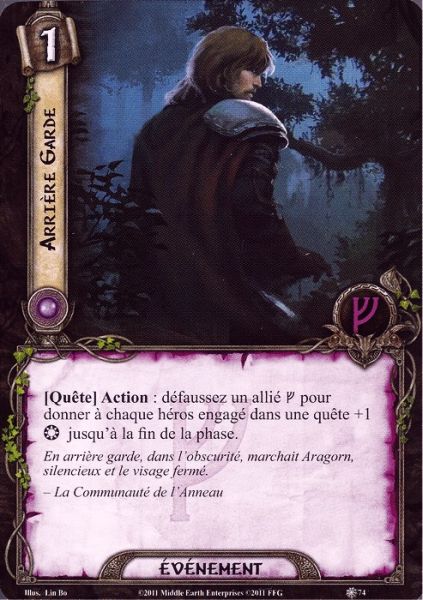 1
ARRIÈRE GARDE
[Quête] Action : défaussez un allié pour
donner à chaque héros engagé dans une quête +1
jusqu'à la fin de la phase.
En arrière garde, dans l'obscurité, marchait Aragorn,
silencieux et le visage fermé.
– La Communauté de l'Anneau
ÉVÉNEMENT
Illus. Lin Bo
©2011 Middle Earth Enterprises ©2011 FFG
74